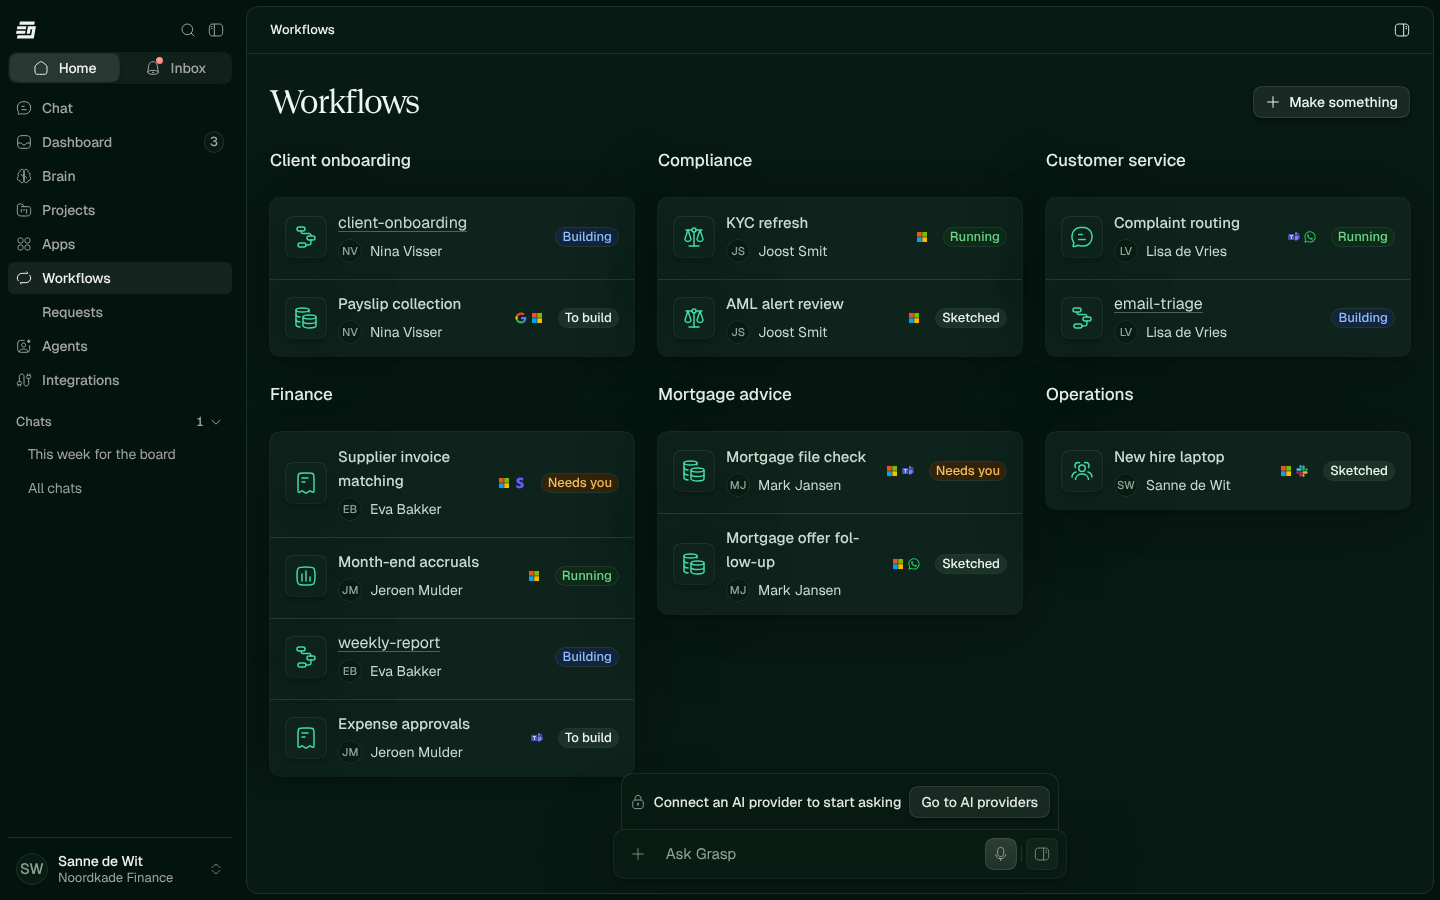 Home
Inbox
Chat
Dashboard
3
Brain
Projects
Apps
Workflows
Requests
Agents
Integrations
Chats
1
This week for the board
All chats
SW
Sanne de Wit
Noordkade Finance
Workflows
Workflows
Make something
Client onboarding
client-onboarding
NV
Nina Visser
Building
Payslip collection
NV
Nina Visser
To build
Compliance
KYC refresh
JS
Joost Smit
Running
AML alert review
JS
Joost Smit
Sketched
Customer service
Complaint routing
LV
Lisa de Vries
Running
email-triage
LV
Lisa de Vries
Building
Finance
Supplier invoice
matching
EB
Eva Bakker
Needs you
Month-end accruals
JM
Jeroen Mulder
Running
weekly-report
EB
Eva Bakker
Building
Expense approvals
JM
Jeroen Mulder
To build
Mortgage advice
Mortgage file check
MJ
Mark Jansen
Needs you
Mortgage offer fol-
low-up
MJ
Mark Jansen
Sketched
Operations
New hire laptop
SW
Sanne de Wit
Sketched
Connect an AI provider to start asking
Go to AI providers
Ask Grasp